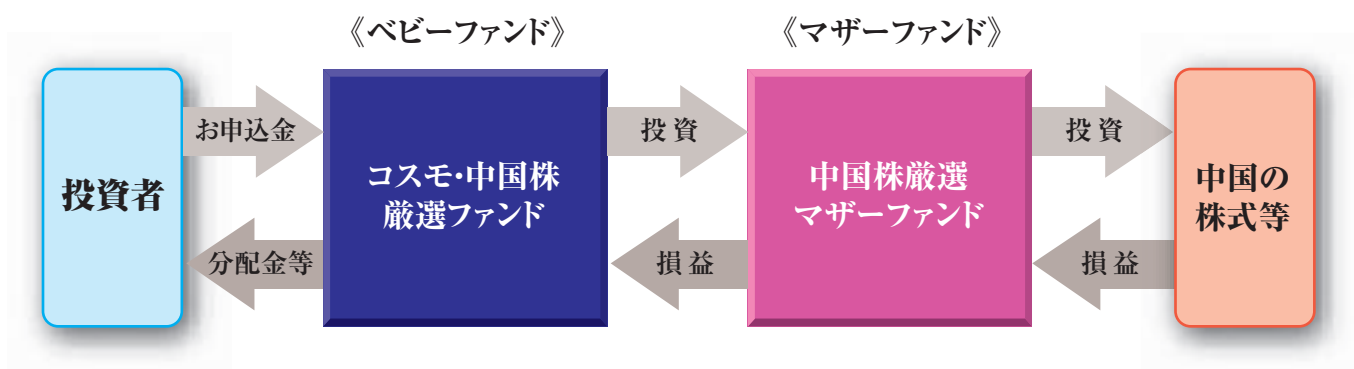 《ベビーファンド》
《マザーファンド》
投資者
お申込金
分配金等
コスモ・中国株
厳選ファンド
投資
損益
中国株厳選
マザーファンド
投資
損益
中国の
株式等